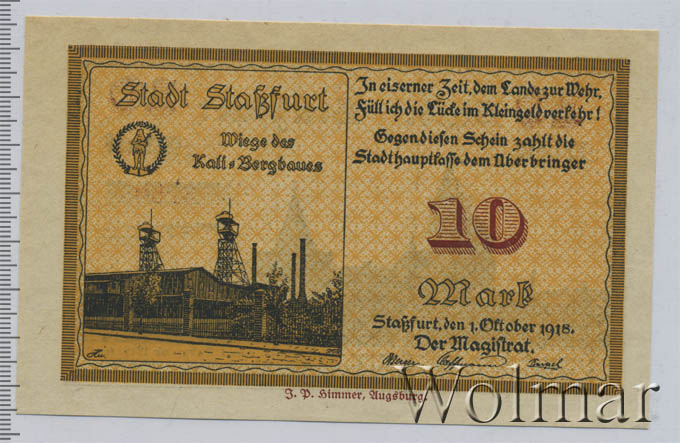 Stadt Staßfurt
Wiege des
Kali-Bergbaues
In eiserner Zeit, dem Lande zur Wehr,
Füll ich die Lücke im Kleingeldverkehr!
Gegen diesen Schein zahlt die
Stadthauptkasse dem Überbringer
10
Mark
Staßfurt, den 1. Oktober 1918.
Der Magistrat.
J. P. Himmer, Augsburg.
Wolmar